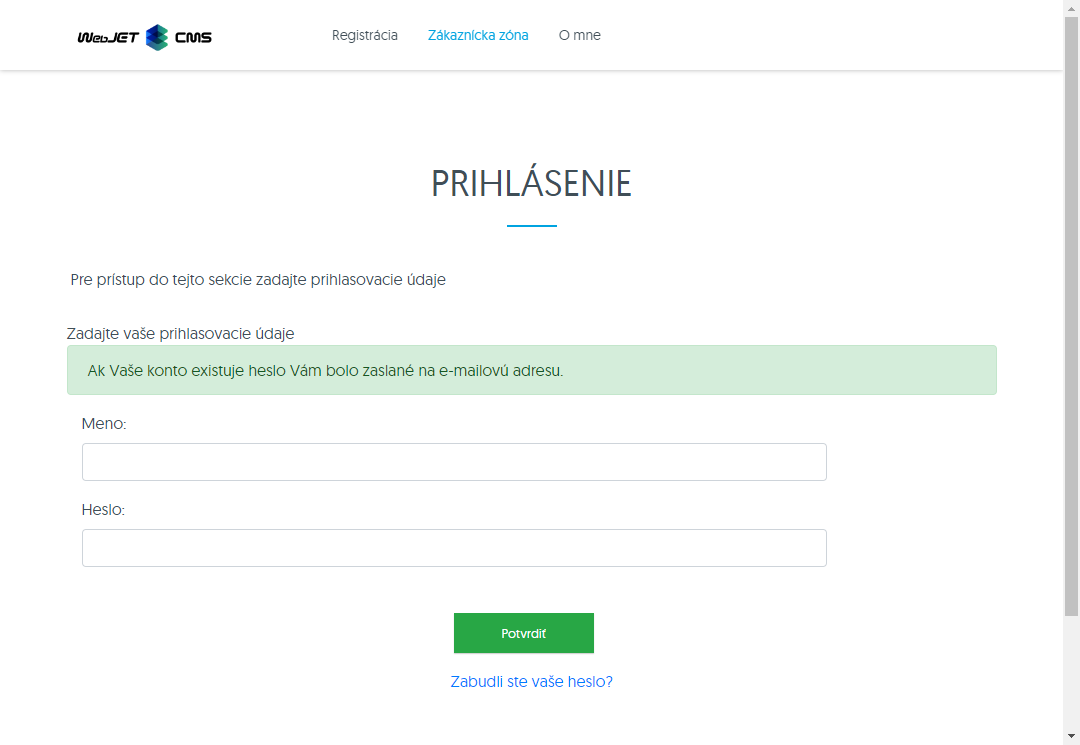 WebJET CMS
Registrácia Zákaznícka zóna O mne
PRIHLÁSENIE
Pre prístup do tejto sekcie zadajte prihlasovacie údaje
Zadajte vaše prihlasovacie údaje
Ak Vaše konto existuje heslo Vám bolo zaslané na e-mailovú adresu.
Meno:
Heslo:
Potvrdiť
Zabudli ste vaše heslo?